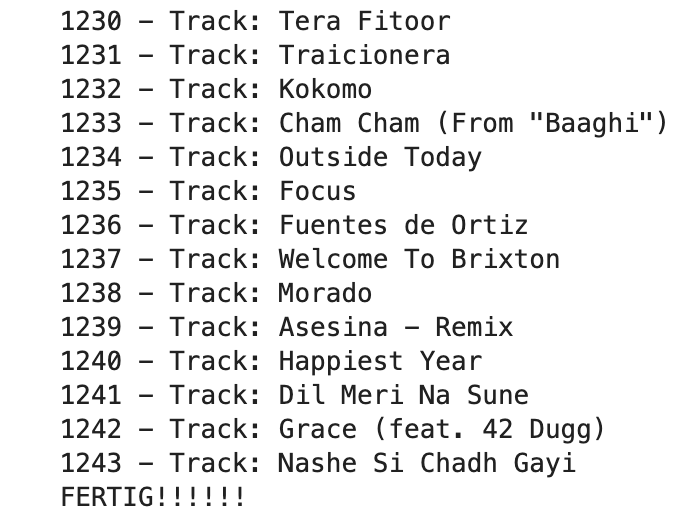 1230 – Track: Tera Fitoor
1231 – Track: Traicionera
1232 – Track: Kokomo
1233 – Track: Cham Cham (From "Baaghi")
1234 – Track: Outside Today
1235 – Track: Focus
1236 – Track: Fuentes de Ortiz
1237 – Track: Welcome To Brixton
1238 – Track: Morado
1239 – Track: Asesina – Remix
1240 – Track: Happiest Year
1241 – Track: Dil Meri Na Sune
1242 – Track: Grace (feat. 42 Dugg)
1243 – Track: Nashe Si Chadh Gayi
FERTIG!!!!!!